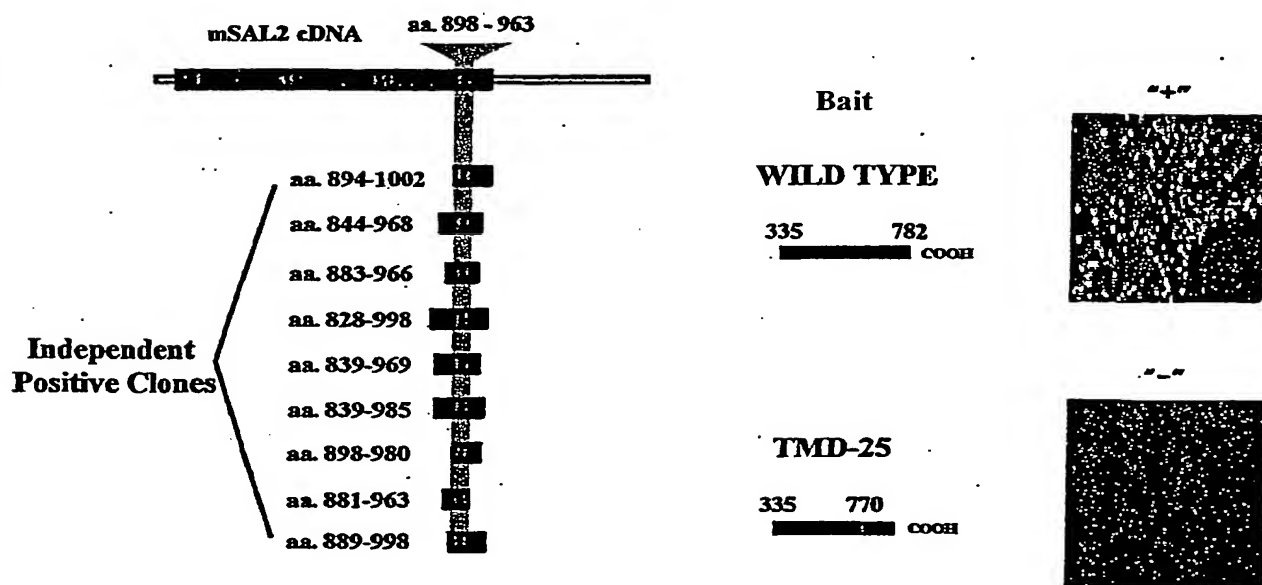 mSAL2 cDNA
aa. 898 - 963
aa. 894-1002
aa. 844-968
aa. 883-966
aa. 828-998
aa. 839-969
aa. 839-985
aa. 898-980
aa. 881-963
aa. 889-998
Independent
Positive Clones
Bait
WILD TYPE
335 782
COOH
"+"
"-"
TMD-25
335 770
COOH